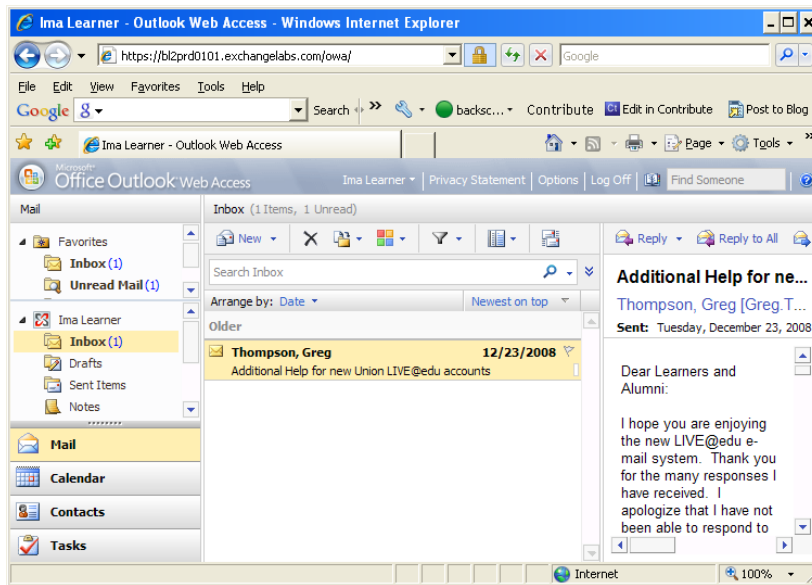 Ima Learner - Outlook Web Access - Windows Internet Explorer
https://bl2prd0101.exchangelabs.com/owa/
Google
File Edit View Favorites Tools Help
Google Search backsc... Contribute Edit in Contribute Post to Blog
Ima Learner - Outlook Web Access Page Tools
Microsoft
Office Outlook Web Access Ima Learner Privacy Statement Options Log Off Find Someone
Mail
Favorites
Inbox (1)
Unread Mail (1)
Ima Learner
Inbox (1)
Drafts
Sent Items
Notes
Mail
Calendar
Contacts
Tasks
Inbox (1 Items, 1 Unread)
New
Search Inbox
Arrange by: Date Newest on top
Older
Thompson, Greg 12/23/2008
Additional Help for new Union LIVE@edu accounts
Reply Reply to All
Additional Help for ne...
Thompson, Greg [Greg.T...
Sent: Tuesday, December 23, 2008
Dear Learners and
Alumni:
I hope you are enjoying
the new LIVE@edu e-
mail system. Thank you
for the many responses I
have received. I
apologize that I have not
been able to respond to
Internet 100%